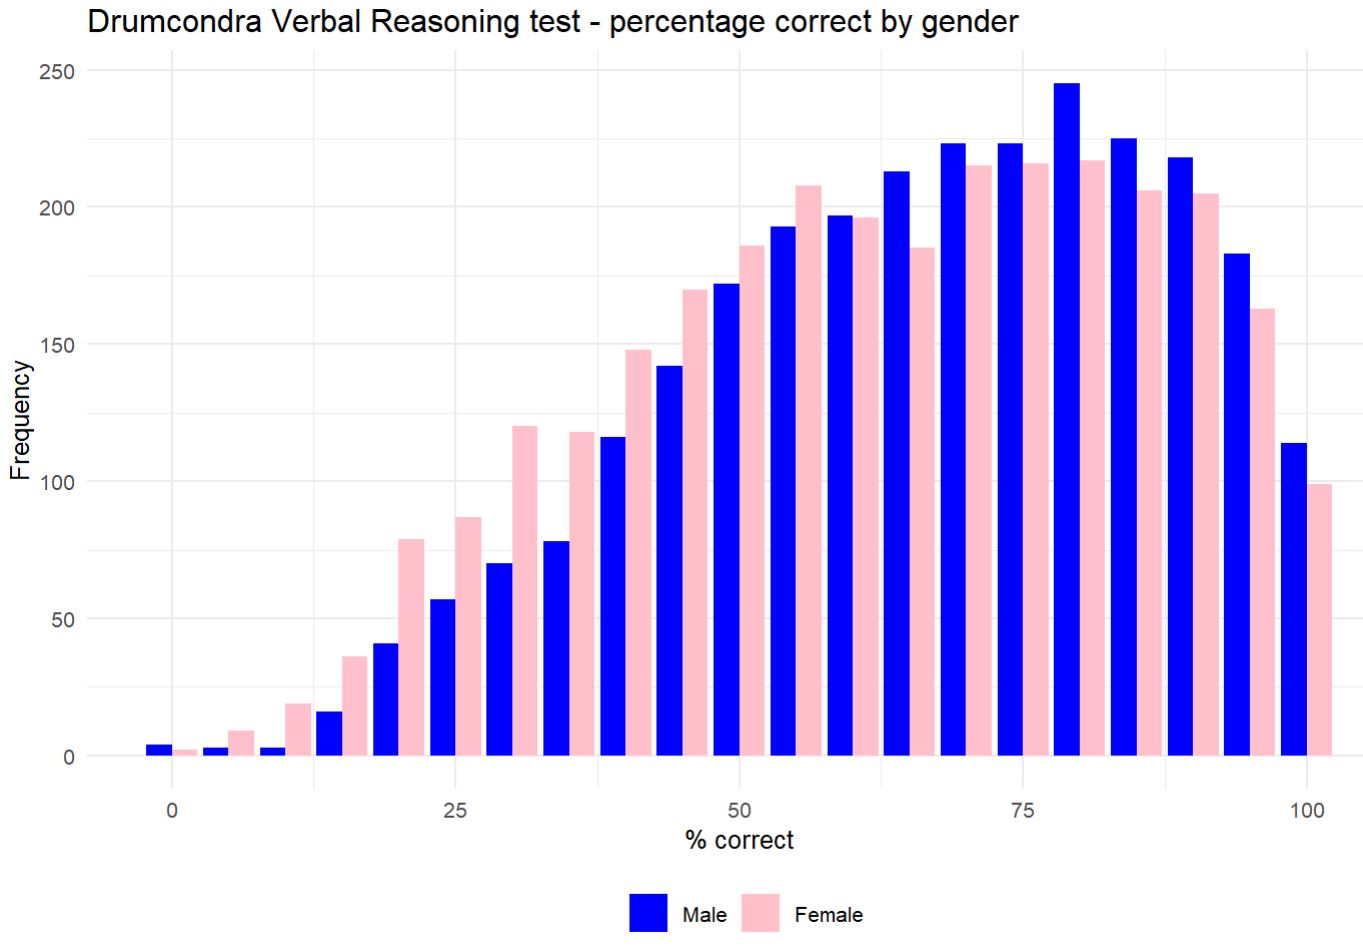 Drumcondra Verbal Reasoning test - percentage correct by gender
250
200
150
100
50
0
Frequency
0 25 50 75 100
% correct
Male Female